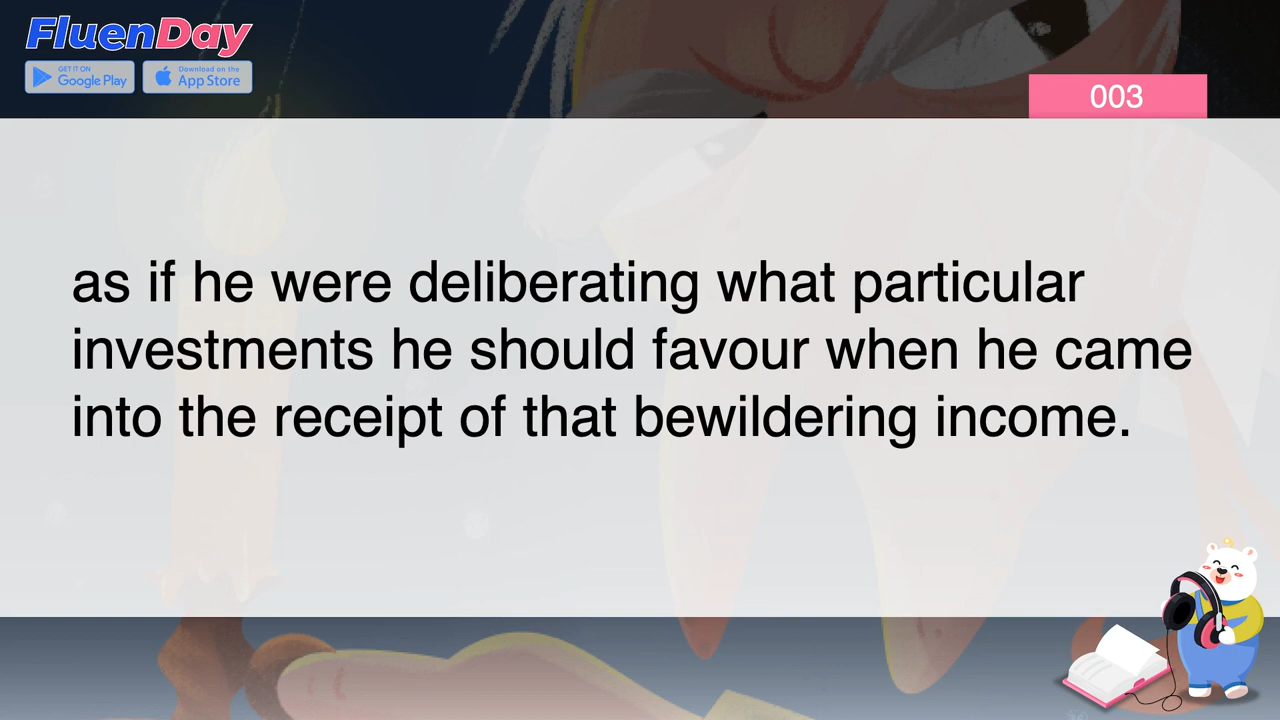 FluenDay
GET IT ON
Google Play
Download on the
App Store
003
as if he were deliberating what particular
investments he should favour when he came
into the receipt of that bewildering income.